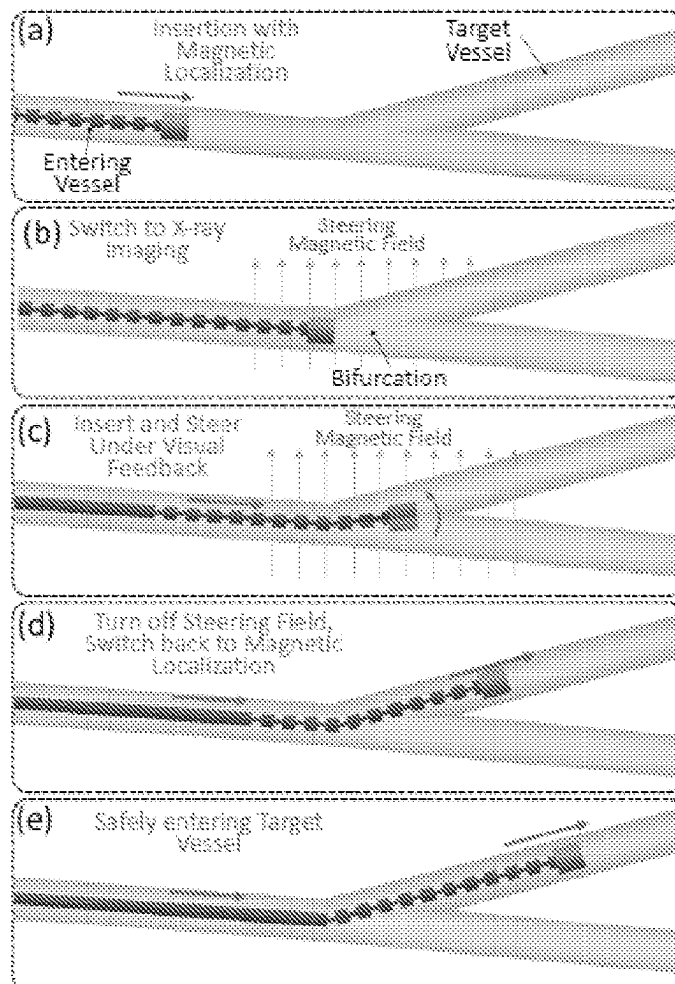 (a)
Insertion with
Magnetic
Localization
Target
Vessel
Entering
Vessel
(b)
Switch to X-ray
Imaging
Steering
Magnetic Field
Bifurcation
(c)
Insert and Steer
Under Visual
Feedback
Steering
Magnetic Field
(d)
Turn off Steering Field,
Switch back to Magnetic
Localization
(e)
Safely entering Target
Vessel